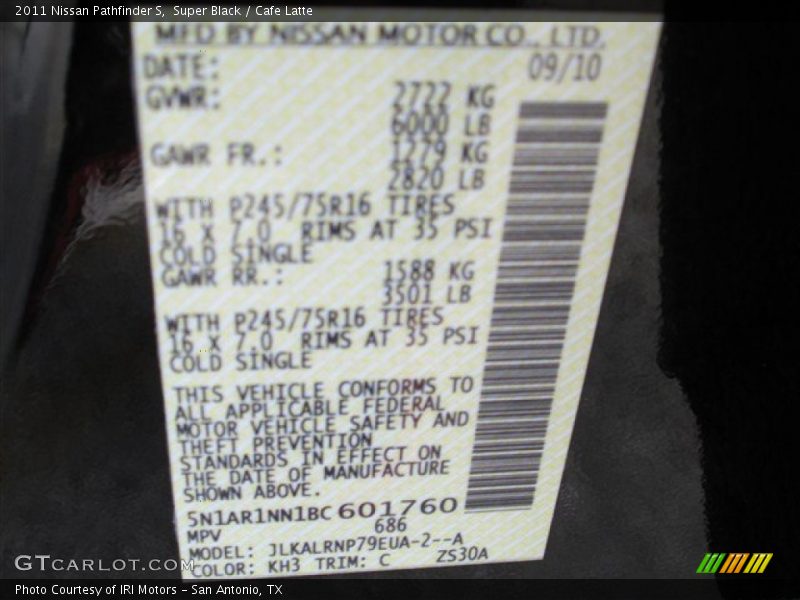 2011 Nissan Pathfinder S, Super Black / Cafe Latte
MFD BY NISSAN MOTOR CO., LTD.
DATE: 09/10
GVWR: 2722 KG
6000 LB
GAWR FR.: 1279 KG
2820 LB
WITH P245/75R16 TIRES
16 X 7.0 RIMS AT 35 PSI
COLD SINGLE
GAWR RR.: 1588 KG
3501 LB
WITH P245/75R16 TIRES
16 X 7.0 RIMS AT 35 PSI
COLD SINGLE
THIS VEHICLE CONFORMS TO
ALL APPLICABLE FEDERAL
MOTOR VEHICLE SAFETY AND
THEFT PREVENTION
STANDARDS IN EFFECT ON
THE DATE OF MANUFACTURE
SHOWN ABOVE.
5N1AR1NN1BC601760
MPV 686
MODEL: JLKALRNP79EUA-2--A
COLOR: KH3 TRIM: C ZS30A
GTCARLOT.COM
Photo Courtesy of IRI Motors - San Antonio, TX